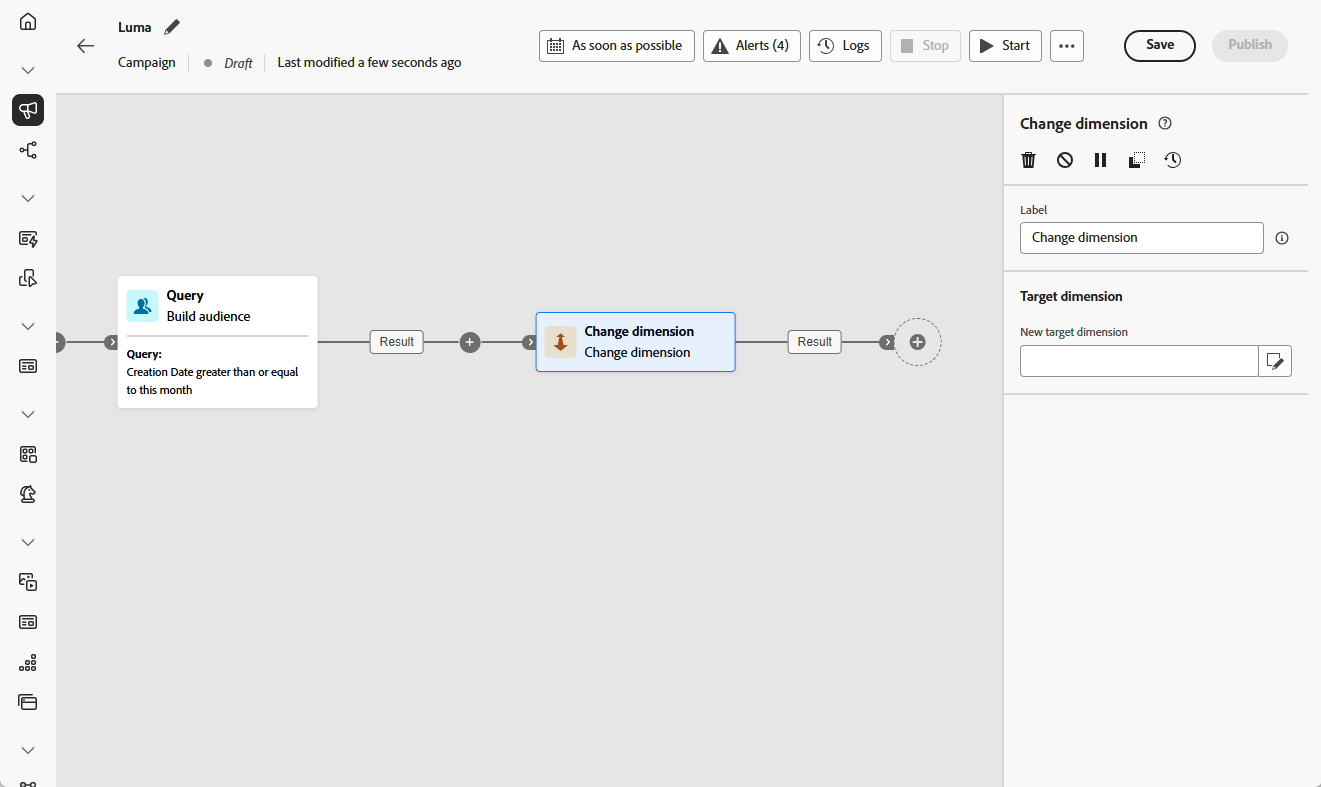 Luma
Campaign
Draft
Last modified a few seconds ago
As soon as possible
Alerts (4)
Logs
Stop
Start
Save
Publish
Query
Build audience
Query:
Creation Date greater than or equal
to this month
Result
Change dimension
Change dimension
Result
Change dimension
Label
Change dimension
Target dimension
New target dimension